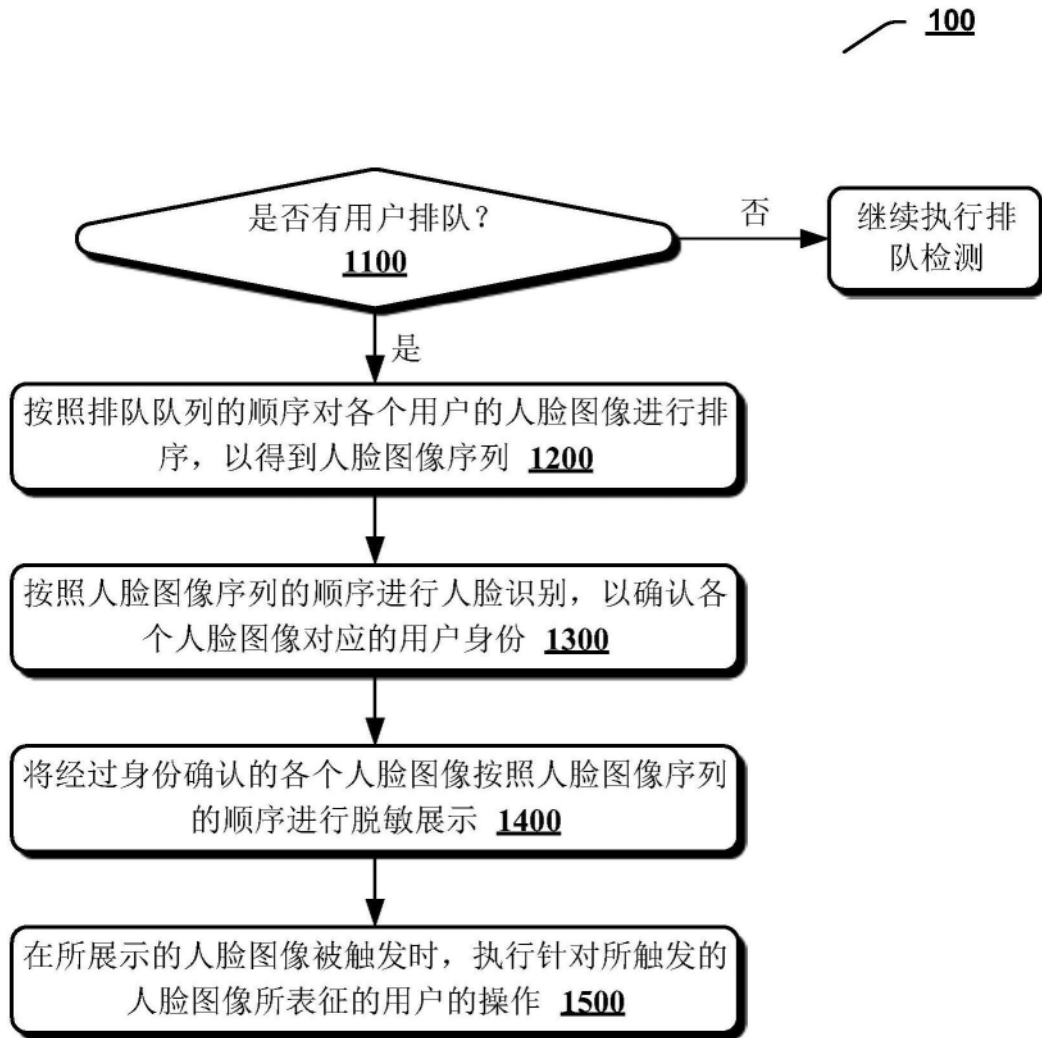 100
是否有用户排队?
1100
否
继续执行排
队检测
是
按照排队队列的顺序对各个用户的人脸图像进行排
序，以得到人脸图像序列 1200
按照人脸图像序列的顺序进行人脸识别，以确认各
个人脸图像对应的用户身份 1300
将经过身份确认的各个人脸图像按照人脸图像序列
的顺序进行脱敏展示 1400
在所展示的人脸图像被触发时，执行针对所触发的
人脸图像所表征的用户的操作 1500